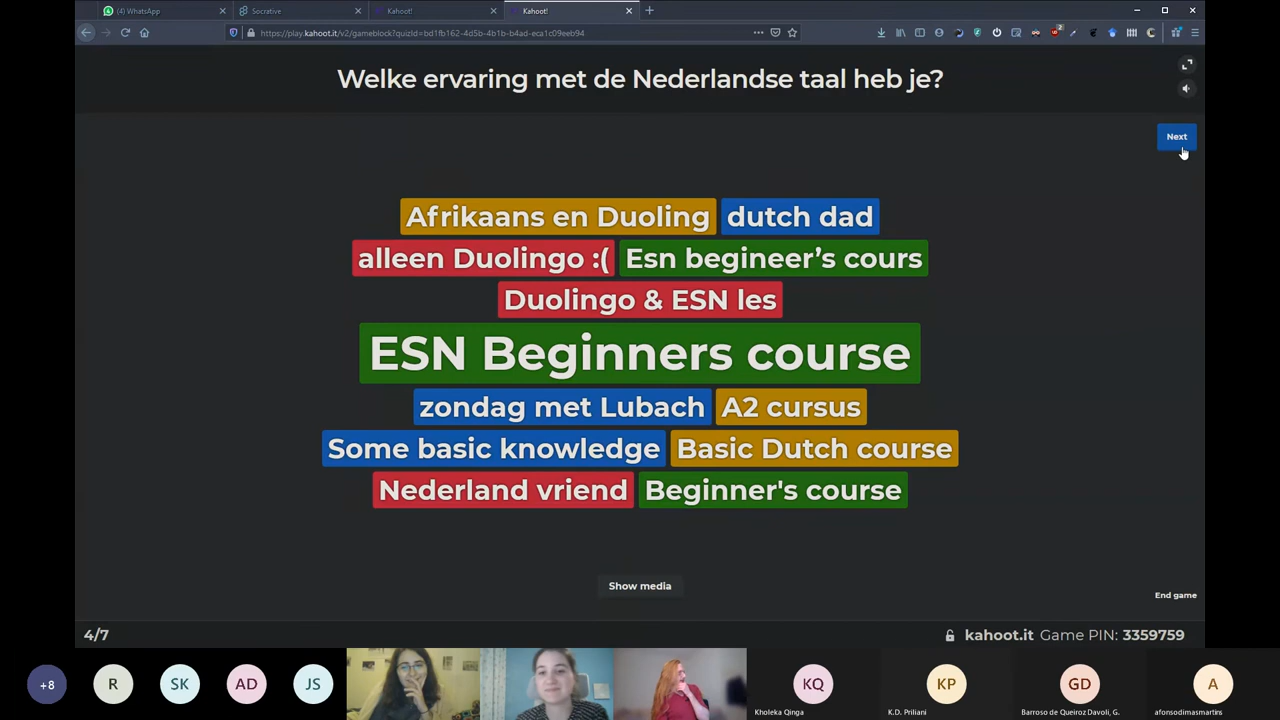 (4) WhatsApp
Socrative
Kahoot!
Kahoot!
https://play.kahoot.it/v2/gameblock?quizId=bd1fb162-4d5b-4b1b-b4ad-eca1c09eeb94
Welke ervaring met de Nederlandse taal heb je?
Next
Afrikaans en Duoling
dutch dad
alleen Duolingo :(
Esn begineer’s cours
Duolingo & ESN les
ESN Beginners course
zondag met Lubach
A2 cursus
Some basic knowledge
Basic Dutch course
Nederland vriend
Beginner's course
Show media
End game
4/7
kahoot.it Game PIN: 3359759
+8
R
SK
AD
JS
KQ
Kholeka Qinga
KP
K.D. Priliani
GD
Barroso de Queiroz Davoli, G.
A
afonsodimasmartins